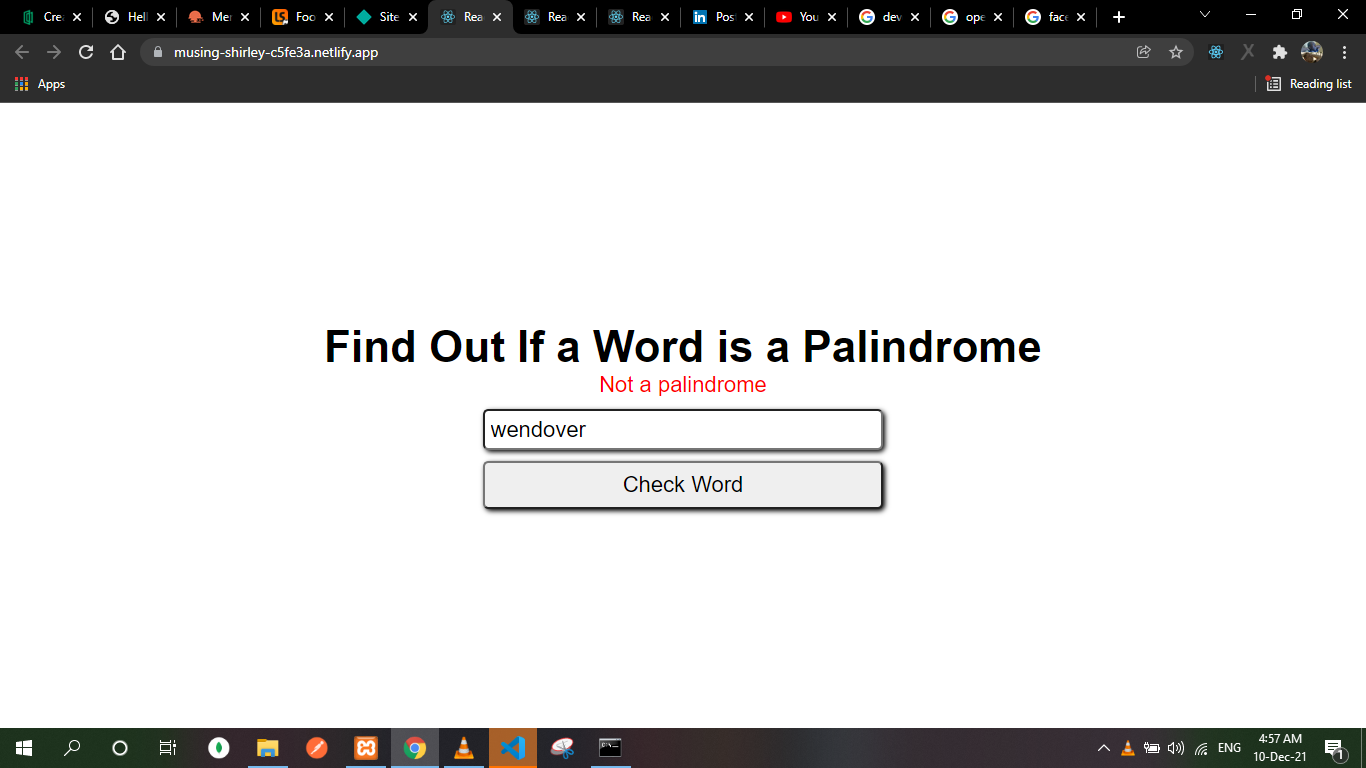 Cre
Hell
Mer
Foo
Site
Rea
Rea
Rea
Post
You
dev
ope
face
musing-shirley-c5fe3a.netlify.app
Apps
Reading list
Find Out If a Word is a Palindrome
Not a palindrome
wendover
Check Word
ENG
4:57 AM
10-Dec-21
1